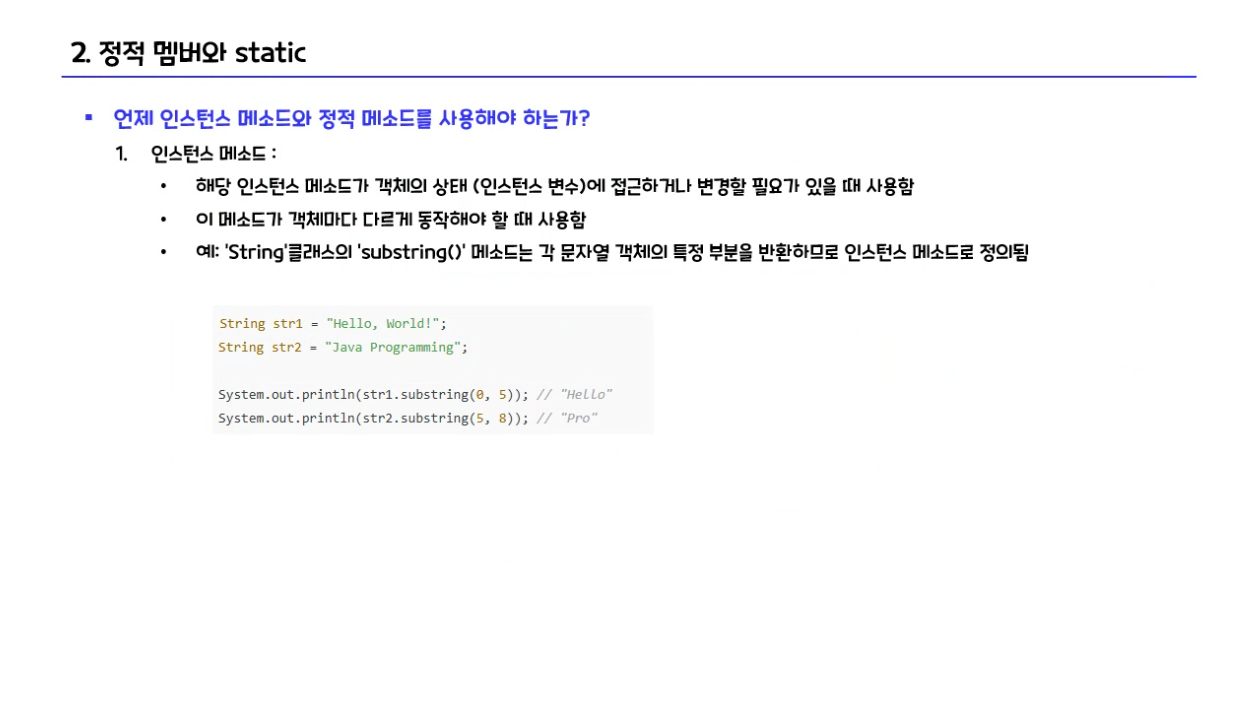 2. 정적 멤버와 static
▪ 언제 인스턴스 메소드와 정적 메소드를 사용해야 하는가?
1. 인스턴스 메소드 :
• 해당 인스턴스 메소드가 객체의 상태 (인스턴스 변수)에 접근하거나 변경할 필요가 있을 때 사용함
• 이 메소드가 객체마다 다르게 동작해야 할 때 사용함
• 예: 'String'클래스의 'substring()' 메소드는 각 문자열 객체의 특정 부분을 반환하므로 인스턴스 메소드로 정의됨
String str1 = "Hello, World!";
String str2 = "Java Programming";
System.out.println(str1.substring(0, 5)); // "Hello"
System.out.println(str2.substring(5, 8)); // "Pro"